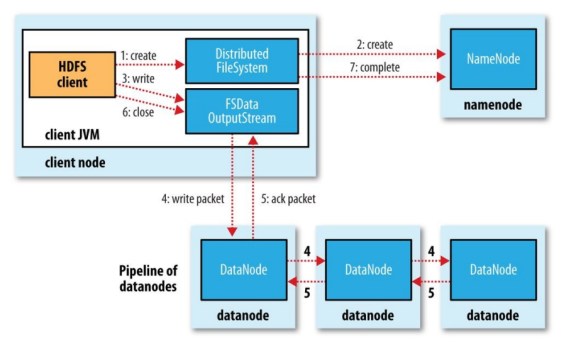 HDFS
client
1: create
3: write
6: close
Distributed
FileSystem
FSData
OutputStream
2: create
7: complete
NameNode
namenode
client JVM
client node
4: write packet
5: ack packet
Pipeline of
datanodes
DataNode
4
5
DataNode
4
5
DataNode
datanode
datanode
datanode